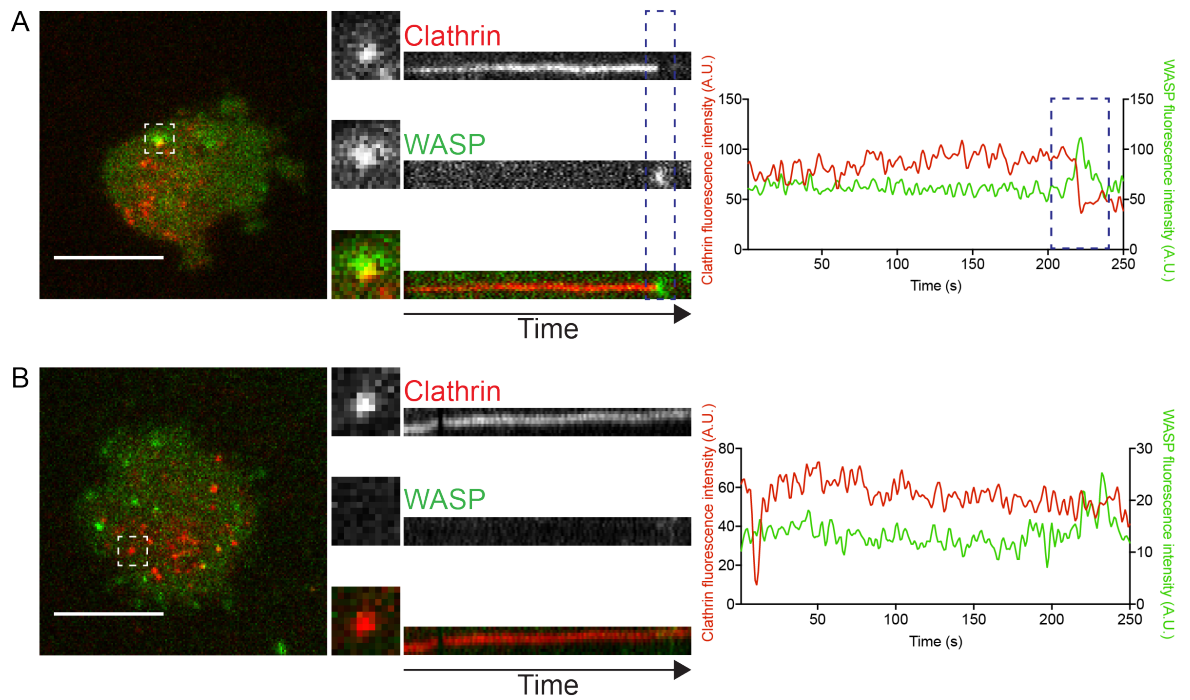 A
Clathrin
WASP
Time
Clathrin fluorescence intensity (A.U.)
150
100
50
0
50 100 150 200 250
Time (s)
150
100
50
0
WASP fluorescence intensity (A.U.)
B
Clathrin
WASP
Time
Clathrin fluorescence intensity (A.U.)
80
60
40
20
0
50 100 150 200 250
Time (s)
30
20
10
0
WASP fluorescence intensity (A.U.)